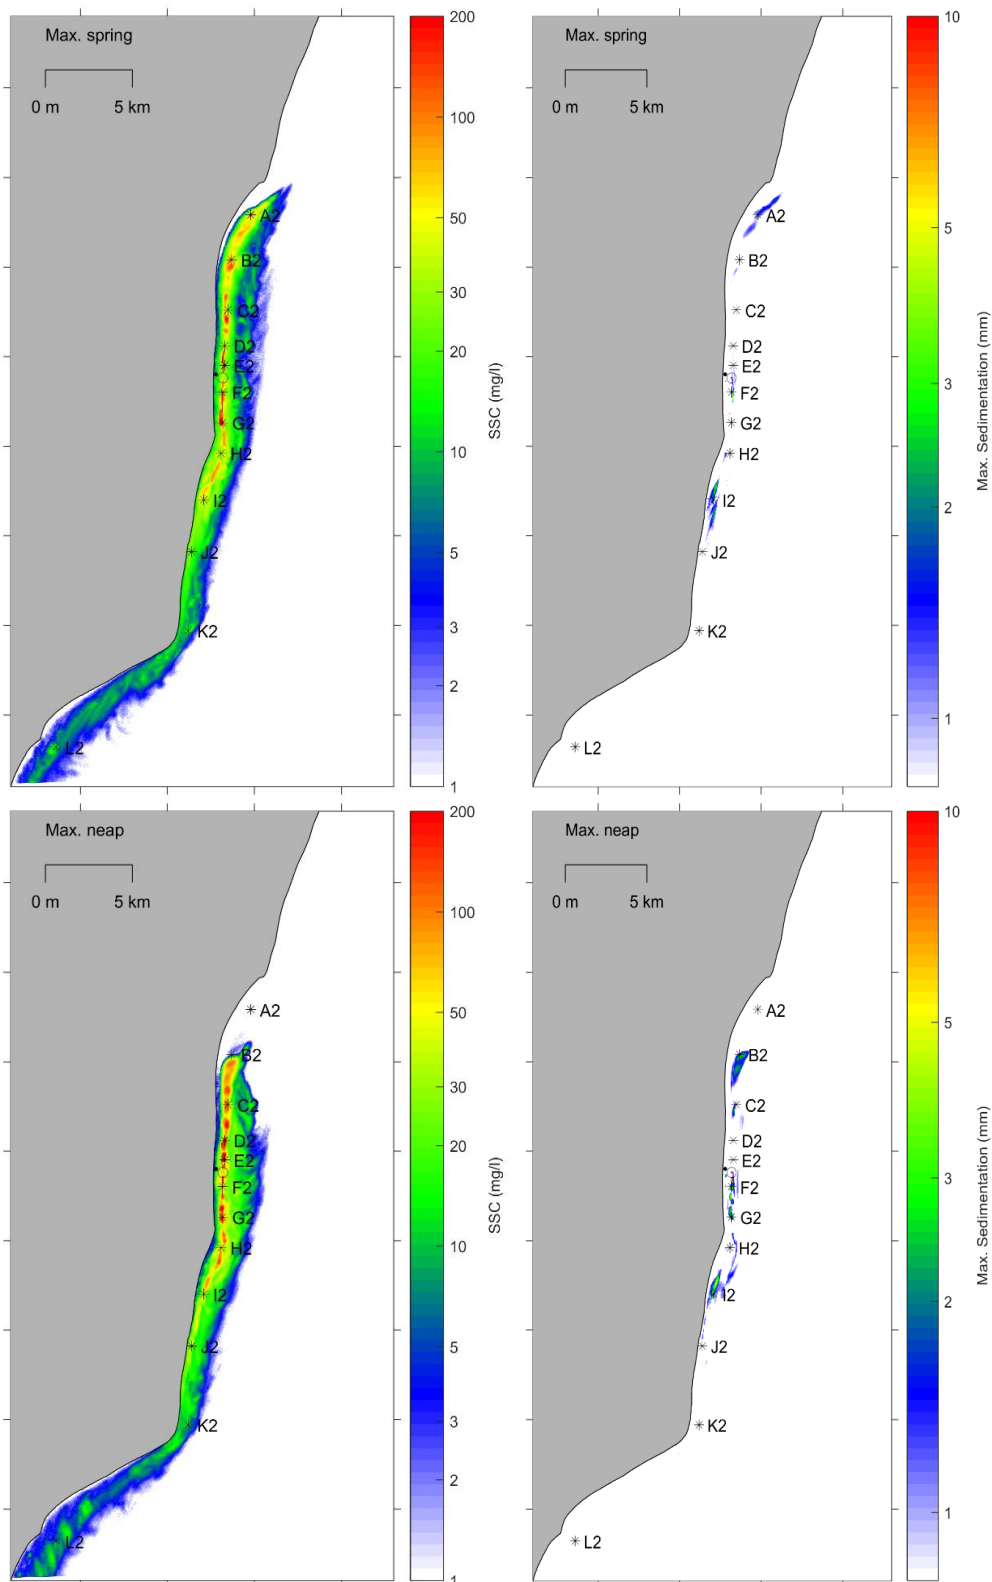 Max. spring
0 m 5 km
A2
B2
C2
D2
E2
F2
G2
H2
I2
J2
K2
L2
200
100
50
30
20
10
5
3
2
1
SSC (mg/l)
Max. spring
0 m 5 km
A2
B2
C2
D2
E2
F2
G2
H2
I2
J2
K2
L2
10
5
3
2
1
Max. Sedimentation (mm)
Max. neap
0 m 5 km
A2
B2
C2
D2
E2
F2
G2
H2
I2
J2
K2
L2
200
100
50
30
20
10
5
3
2
1
SSC (mg/l)
Max. neap
0 m 5 km
A2
B2
C2
D2
E2
F2
G2
H2
I2
J2
K2
L2
10
5
3
2
1
Max. Sedimentation (mm)